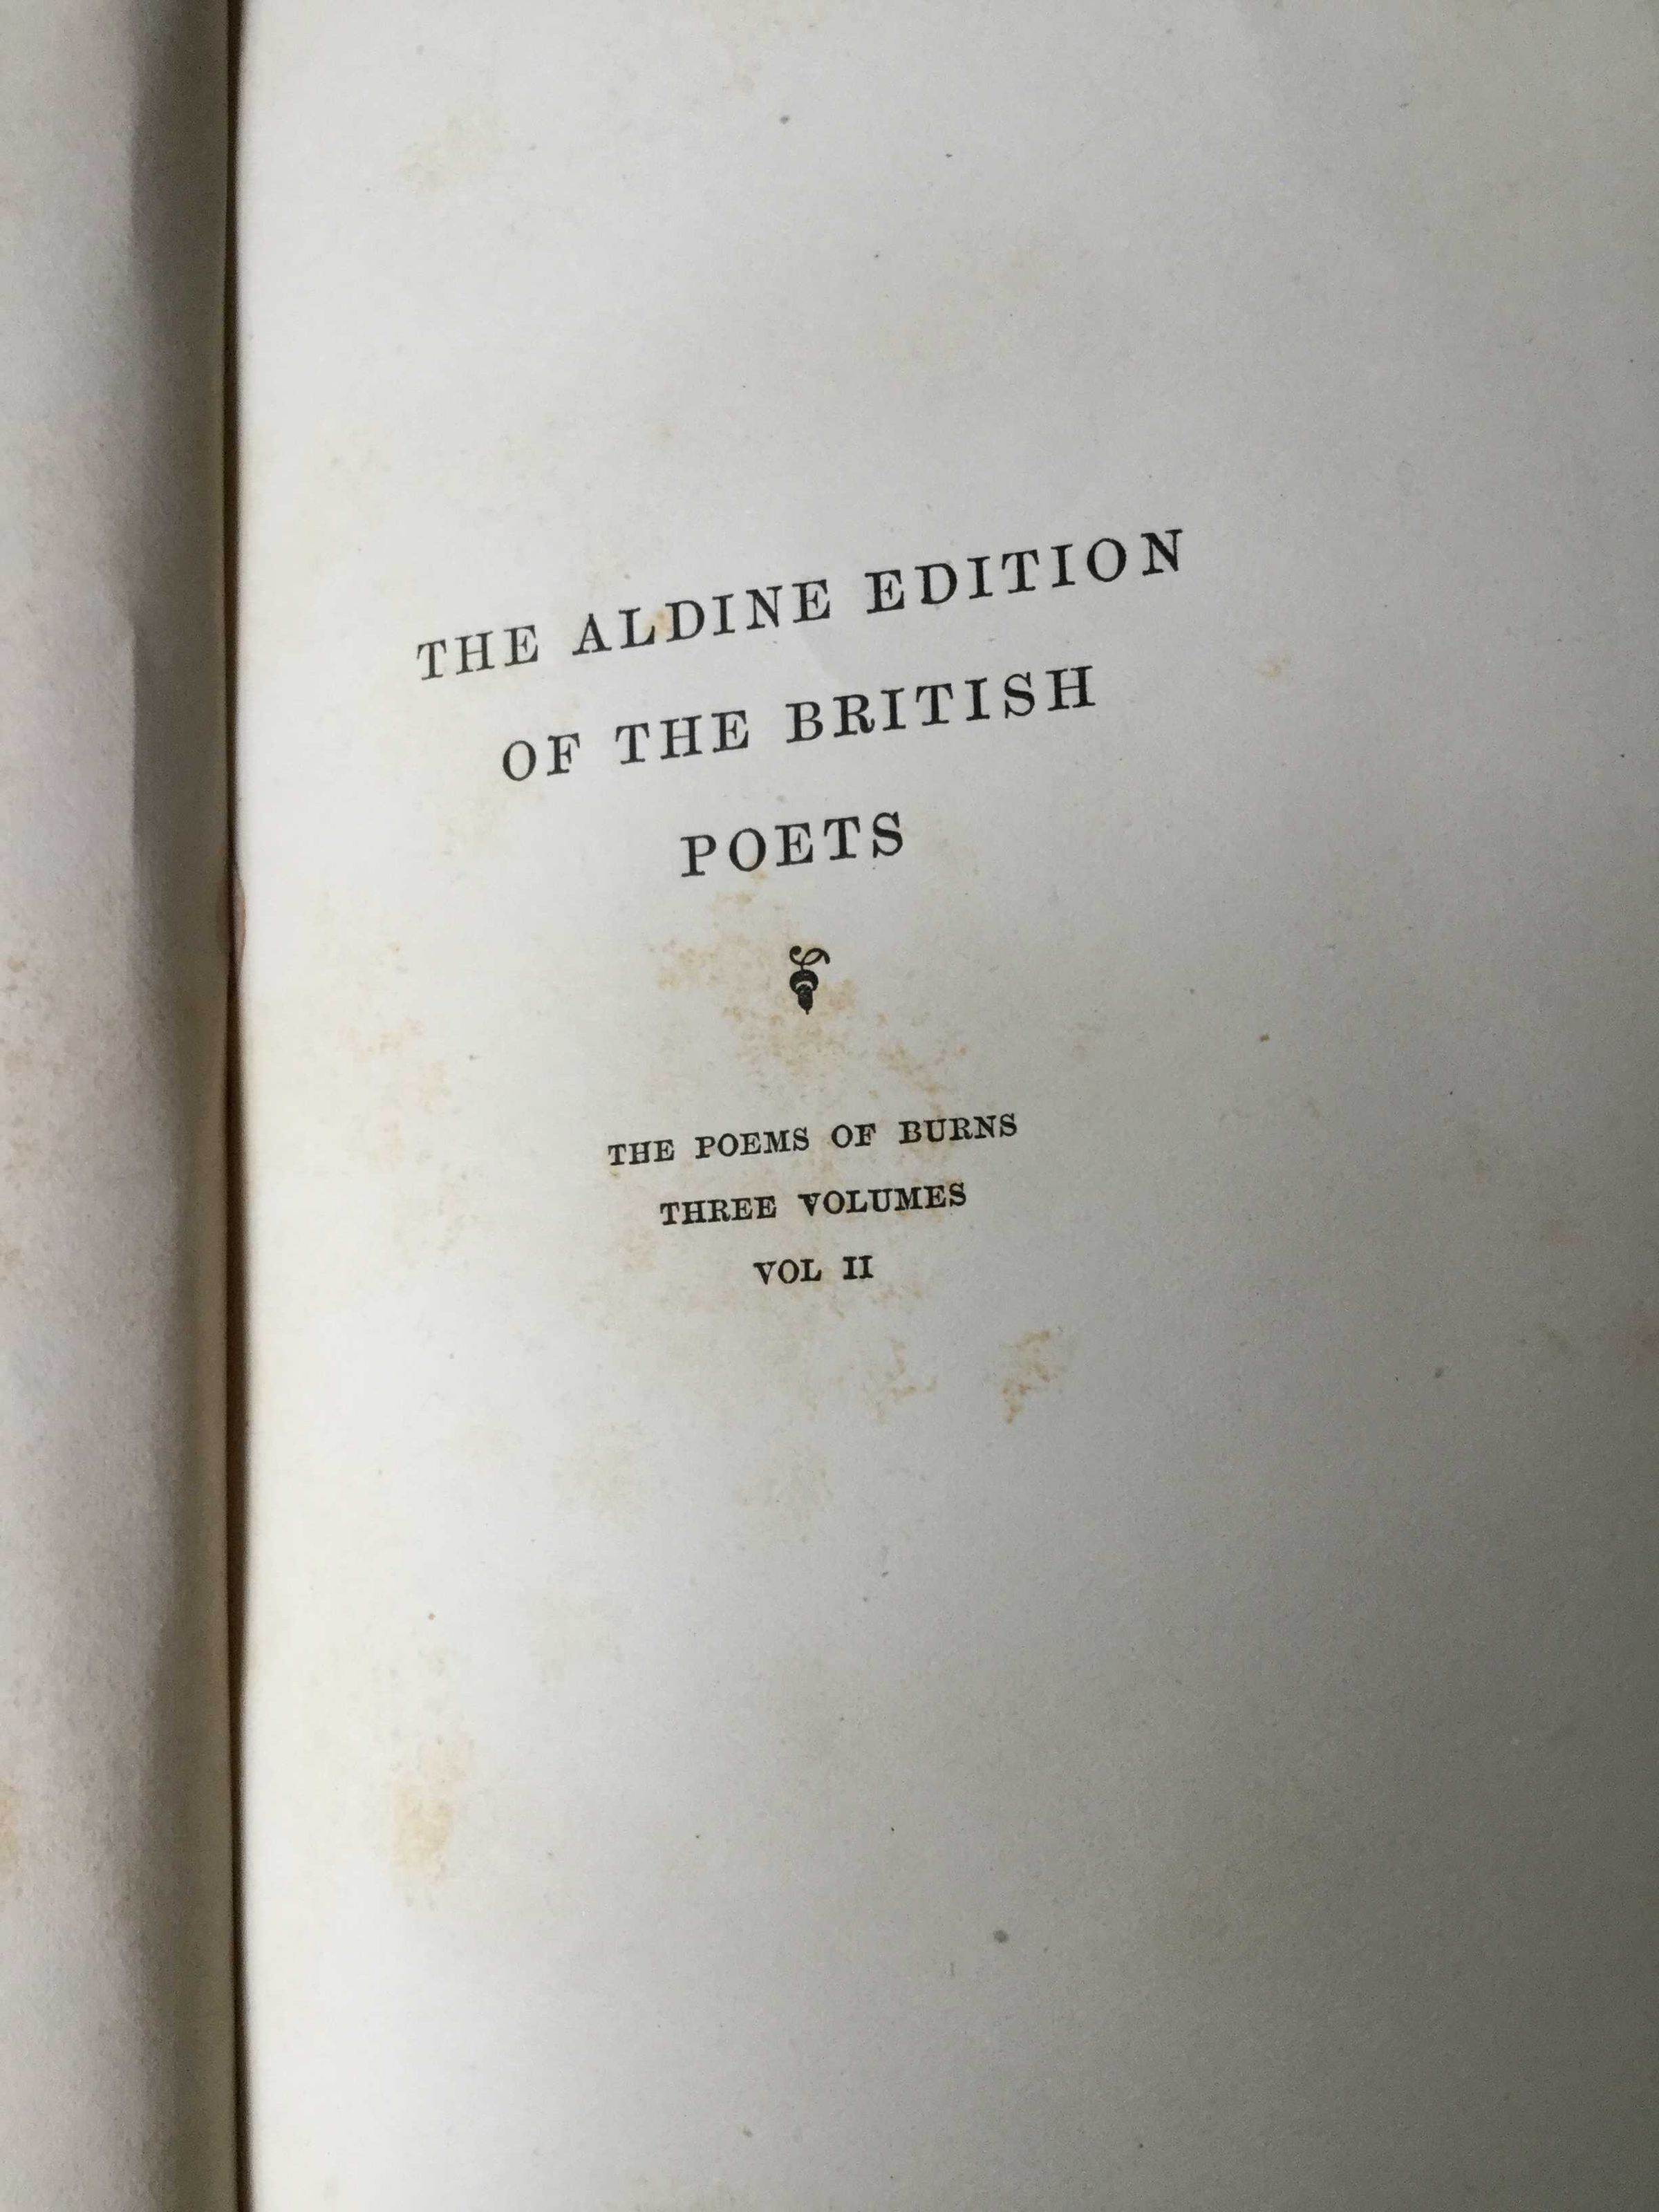 THE ALDINE EDITION
OF THE BRITISH
POETS
THE POEMS OF BURNS
THREE VOLUMES
VOL II